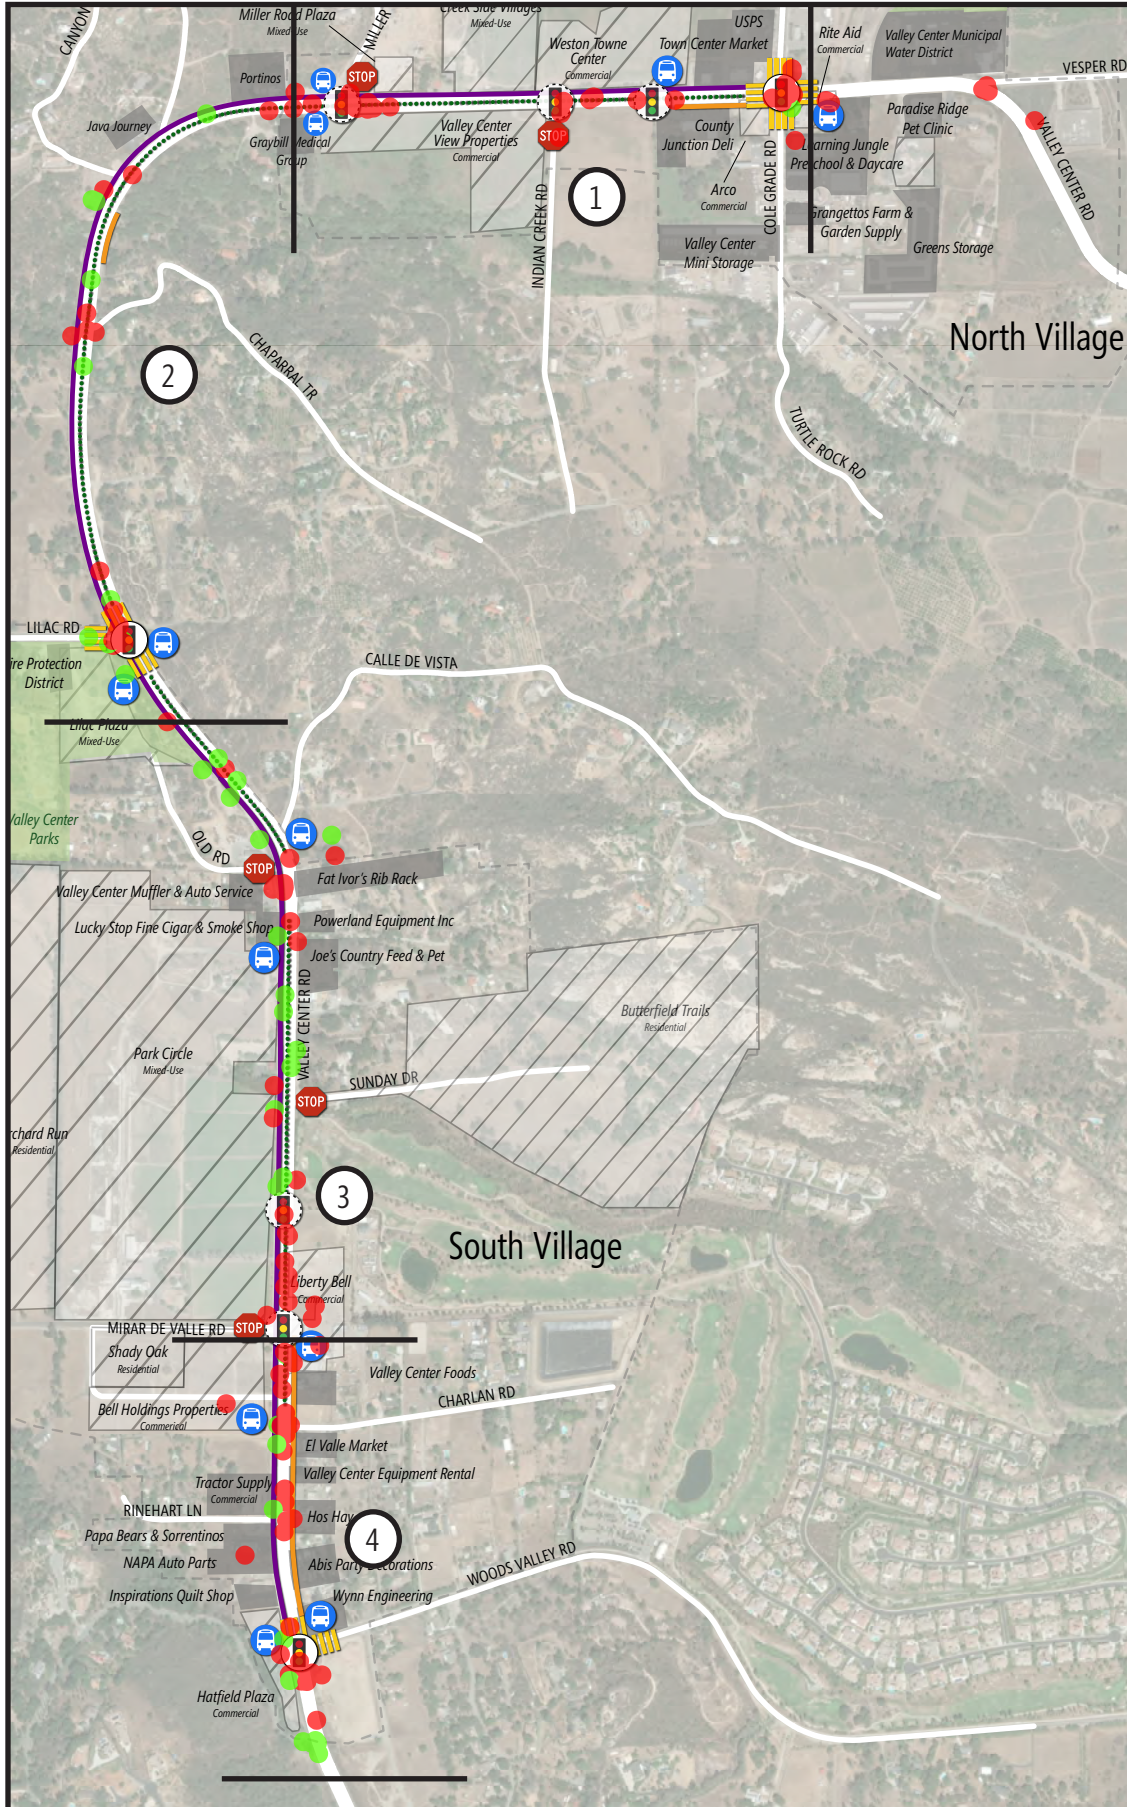 CANYON
Miller Road Plaza
Mixed-Use
MILLER
Creek Side Villages
Mixed-Use
USPS
Weston Towne
Center
Commercial
Town Center Market
Rite Aid
Commercial
Valley Center Municipal
Water District
VESPER RD
Portinos
STOP
Java Journey
Graybill Medical
Group
Valley Center
View Properties
Commercial
STOP
County
Junction Deli
Paradise Ridge
Pet Clinic
VALLEY CENTER RD
Learning Jungle
Preschool & Daycare
Arco
Commercial
COLE GRADE RD
INDIAN CREEK RD
1
Grangettos Farm &
Garden Supply
Valley Center
Mini Storage
Greens Storage
North Village
2
CHAPARRAL TR
TURTLE ROCK RD
LILAC RD
ire Protection
District
CALLE DE VISTA
Lilac Plaza
Mixed-Use
Valley Center
Parks
OLD RD
STOP
Fat Ivor's Rib Rack
Valley Center Muffler & Auto Service
Powerland Equipment Inc
Lucky Stop Fine Cigar & Smoke Shop
Joe's Country Feed & Pet
VALLEY CENTER RD
Butterfield Trails
Residential
Park Circle
Mixed-Use
SUNDAY DR
STOP
rchard Run
Residential
3
South Village
Liberty Bell
Commercial
MIRAR DE VALLE RD
STOP
Shady Oak
Residential
Valley Center Foods
CHARLAN RD
Bell Holdings Properties
Commerical
El Valle Market
Valley Center Equipment Rental
Tractor Supply
Commercial
RINEHART LN
Hos Hay
4
Papa Bears & Sorrentinos
NAPA Auto Parts
Abis Party Decorations
WOODS VALLEY RD
Inspirations Quilt Shop
Wynn Engineering
Hatfield Plaza
Commercial